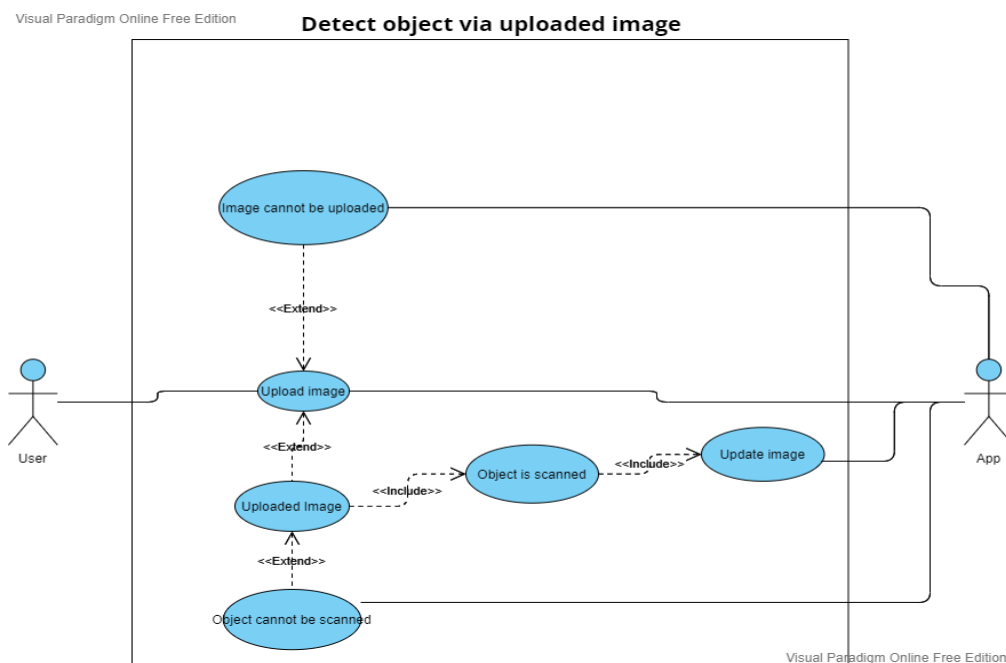 Visual Paradigm Online Free Edition
Detect object via uploaded image
Image cannot be uploaded
<<Extend>>
Upload image
<<Extend>>
User
Update image
App
<<Include>>
Object is scanned
<<Include>>
Uploaded Image
<<Extend>>
Object cannot be scanned
Visual Paradigm Online Free Edition